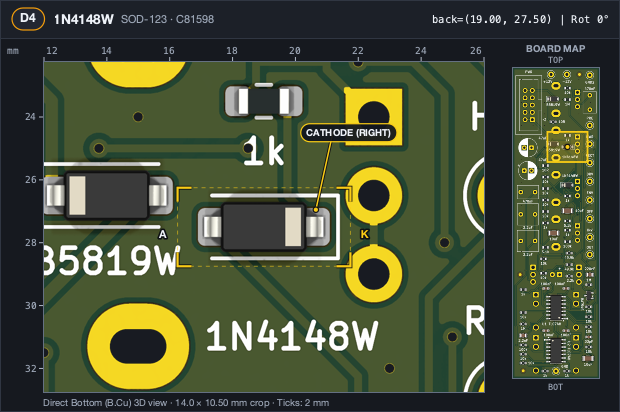 D4 1N4148W SOD-123 · C81598 back=(19.00, 27.50) | Rot 0°
mm 12 14 16 18 20 22 24 26
BOARD MAP
TOP
24
26
28
30
32
1k
CATHODE (RIGHT)
A
K
B5819W
1N4148W
BOT
Direct Bottom (B.Cu) 3D view · 14.0 × 10.50 mm crop · Ticks: 2 mm